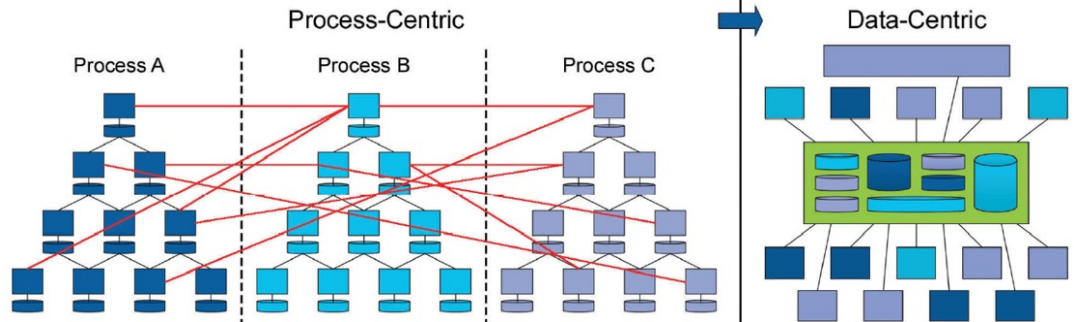 Process-Centric
Data-Centric
Process A
Process B
Process C